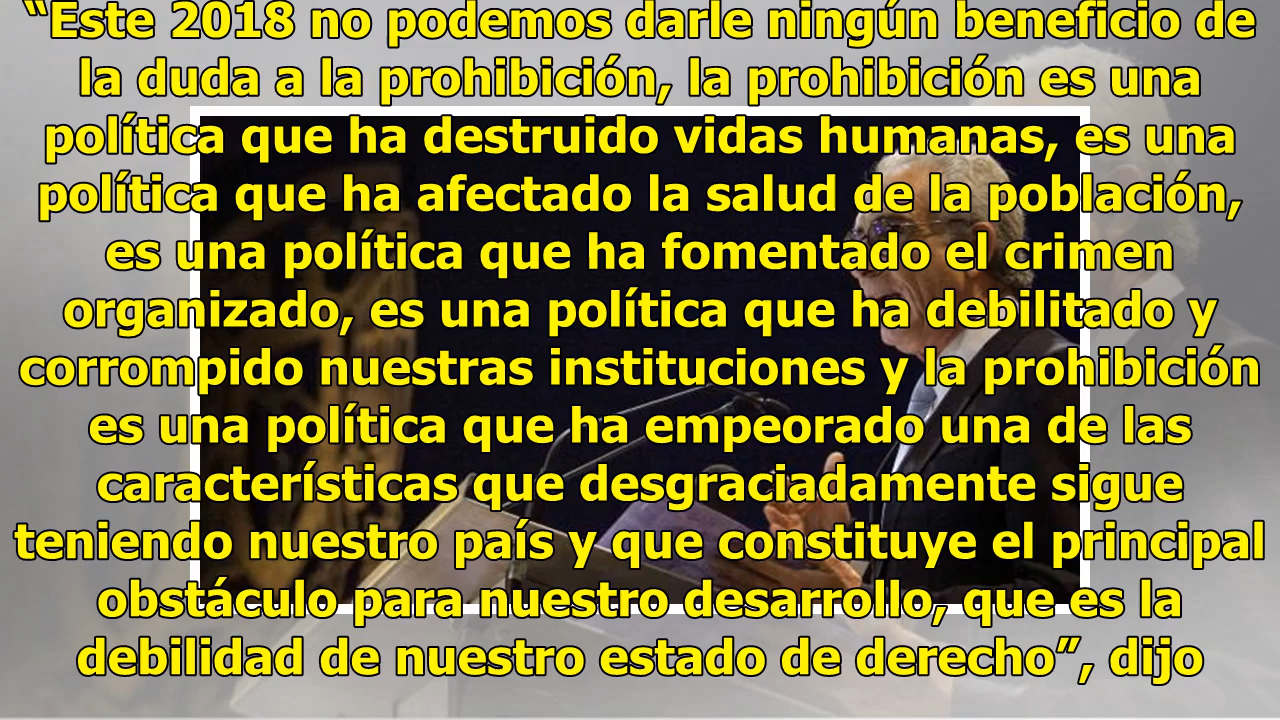 “Este 2018 no podemos darle ningún beneficio de
la duda a la prohibición, la prohibición es una
política que ha destruido vidas humanas, es una
política que ha afectado la salud de la población,
es una política que ha fomentado el crimen
organizado, es una política que ha debilitado y
corrompido nuestras instituciones y la prohibición
es una política que ha empeorado una de las
características que desgraciadamente sigue
teniendo nuestro país y que constituye el principal
obstáculo para nuestro desarrollo, que es la
debilidad de nuestro estado de derecho”, dijo